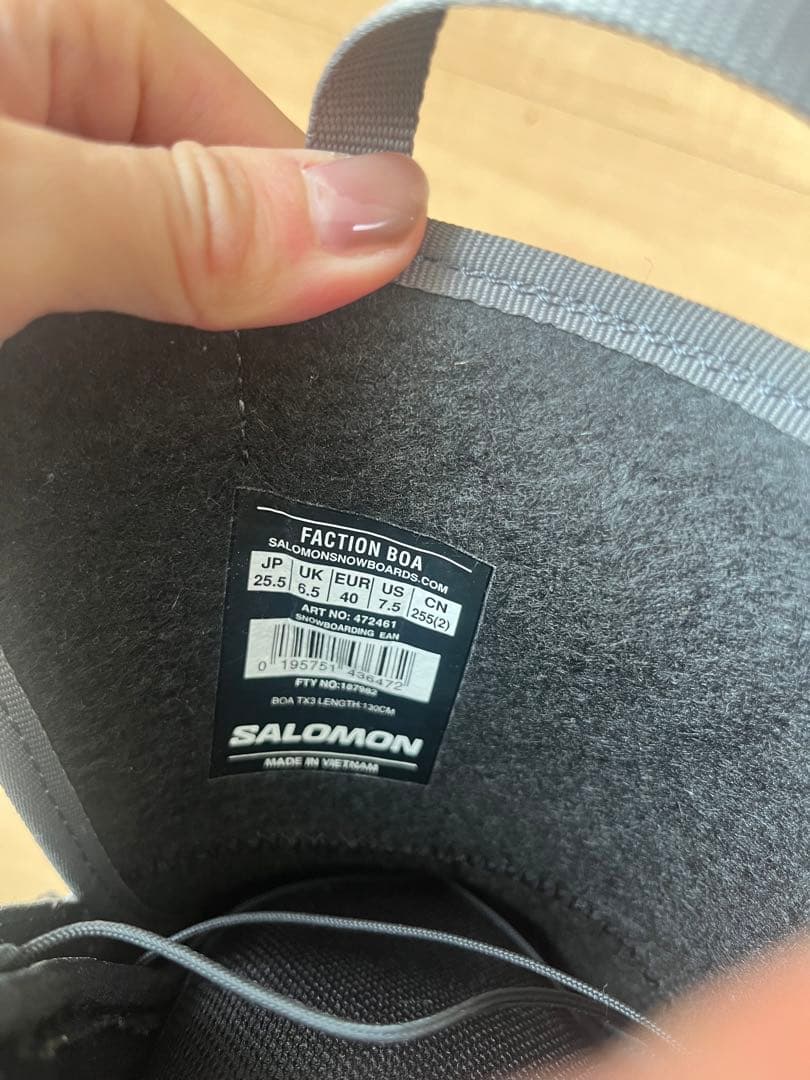 FACTION BOA
SALOMONSNOWBOARDS.COM
JP UK EUR US CN
25.5 6.5 40 7.5 255(2)
ART NO: 472461
SNOWBOARDING EAN
0 195751 436472
FTY NO:187982
BOA TX3 LENGTH:130CM
SALOMON
MADE IN VIETNAM